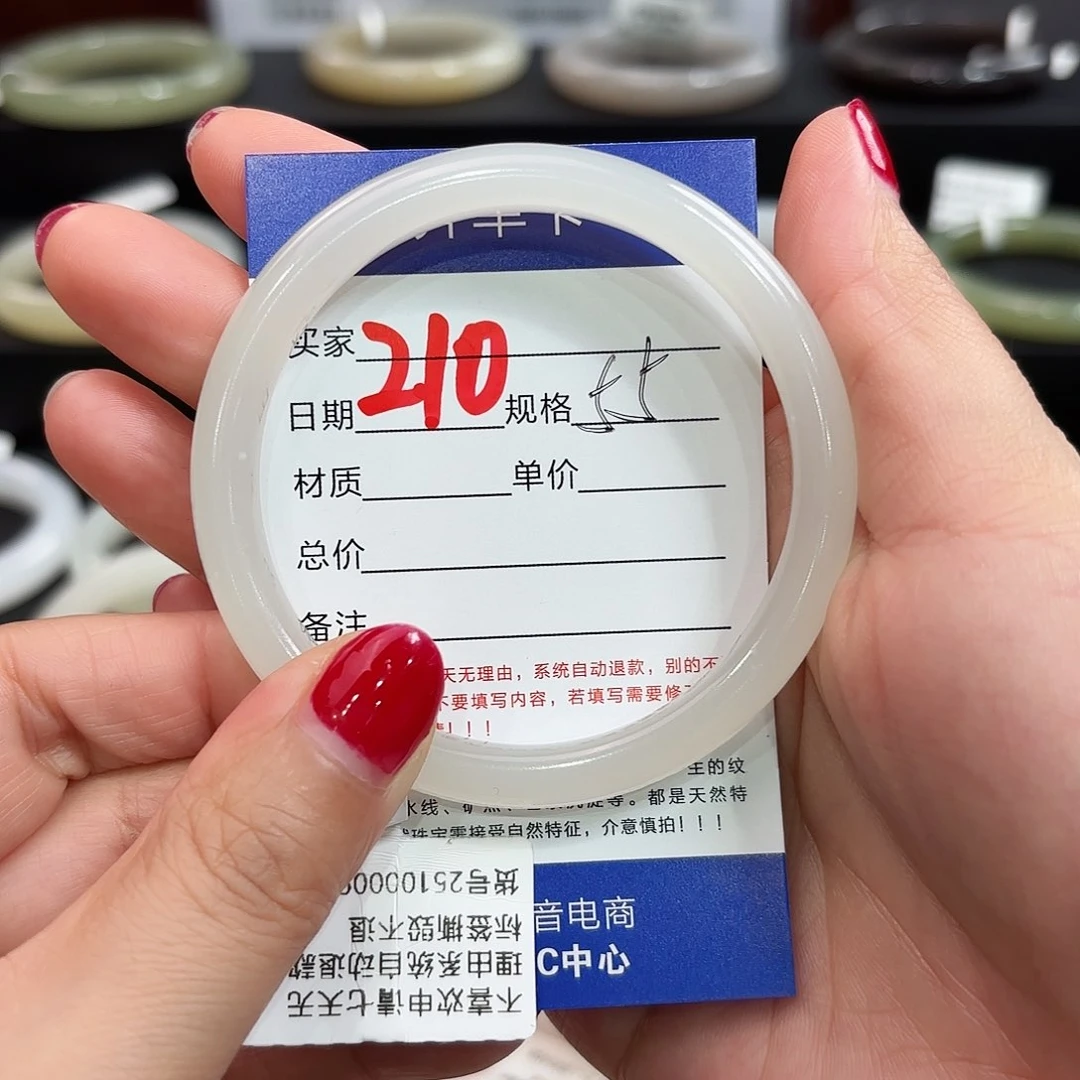 买家
210
日期 规格
材质 单价
总价
备注
天无理由，系统自动退款，别的不
不要填写内容，若填写需要修
！！！
生的纹
水线、矿点、 等。都是天然特
珠宝需接受自然特征，介意慎拍！！！
音电商
C中心
不喜欢申请七天无
理由系统自动退款
标签撕毁不退
货号25100000